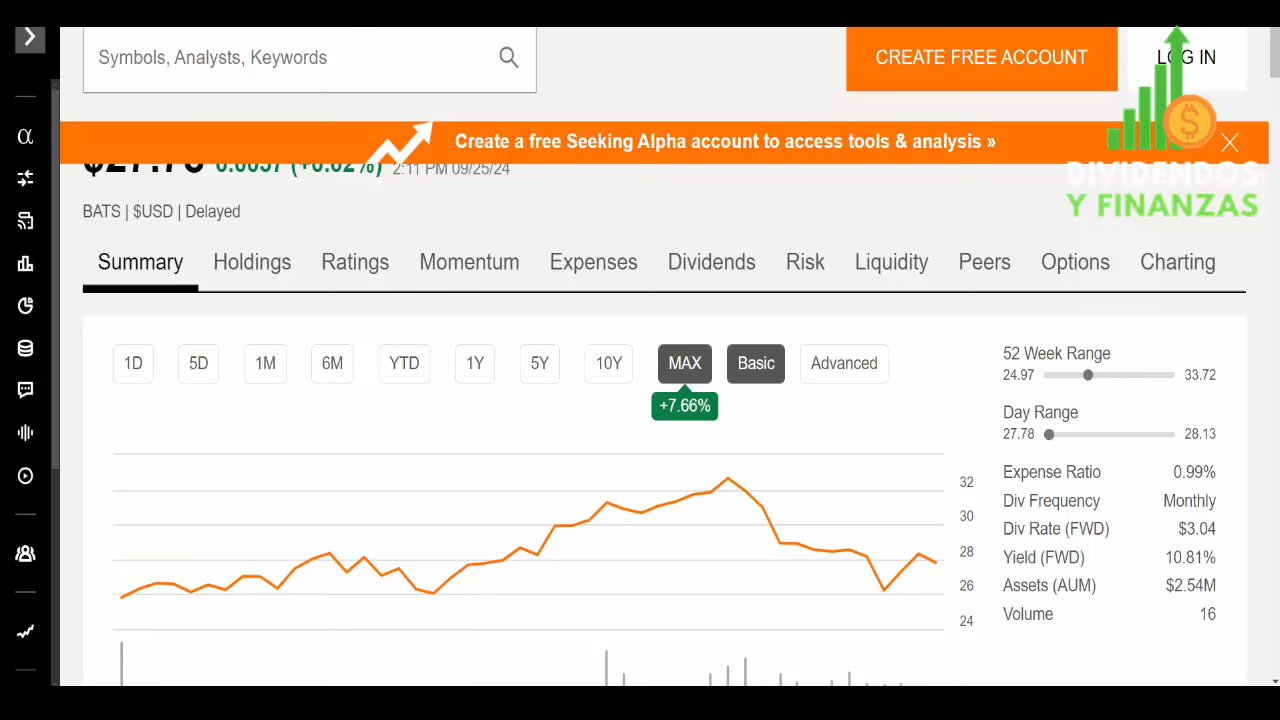 Symbols, Analysts, Keywords
CREATE FREE ACCOUNT
LOG IN
Create a free Seeking Alpha account to access tools & analysis »
2:11 PM 09/25/24
DIVIDENDOS
Y FINANZAS
BATS | $USD | Delayed
Summary Holdings Ratings Momentum Expenses Dividends Risk Liquidity Peers Options Charting
1D 5D 1M 6M YTD 1Y 5Y 10Y MAX Basic Advanced
+7.66%
52 Week Range
24.97 33.72
Day Range
27.78 28.13
Expense Ratio 0.99%
Div Frequency Monthly
Div Rate (FWD) $3.04
Yield (FWD) 10.81%
Assets (AUM) $2.54M
Volume 16
32
30
28
26
24